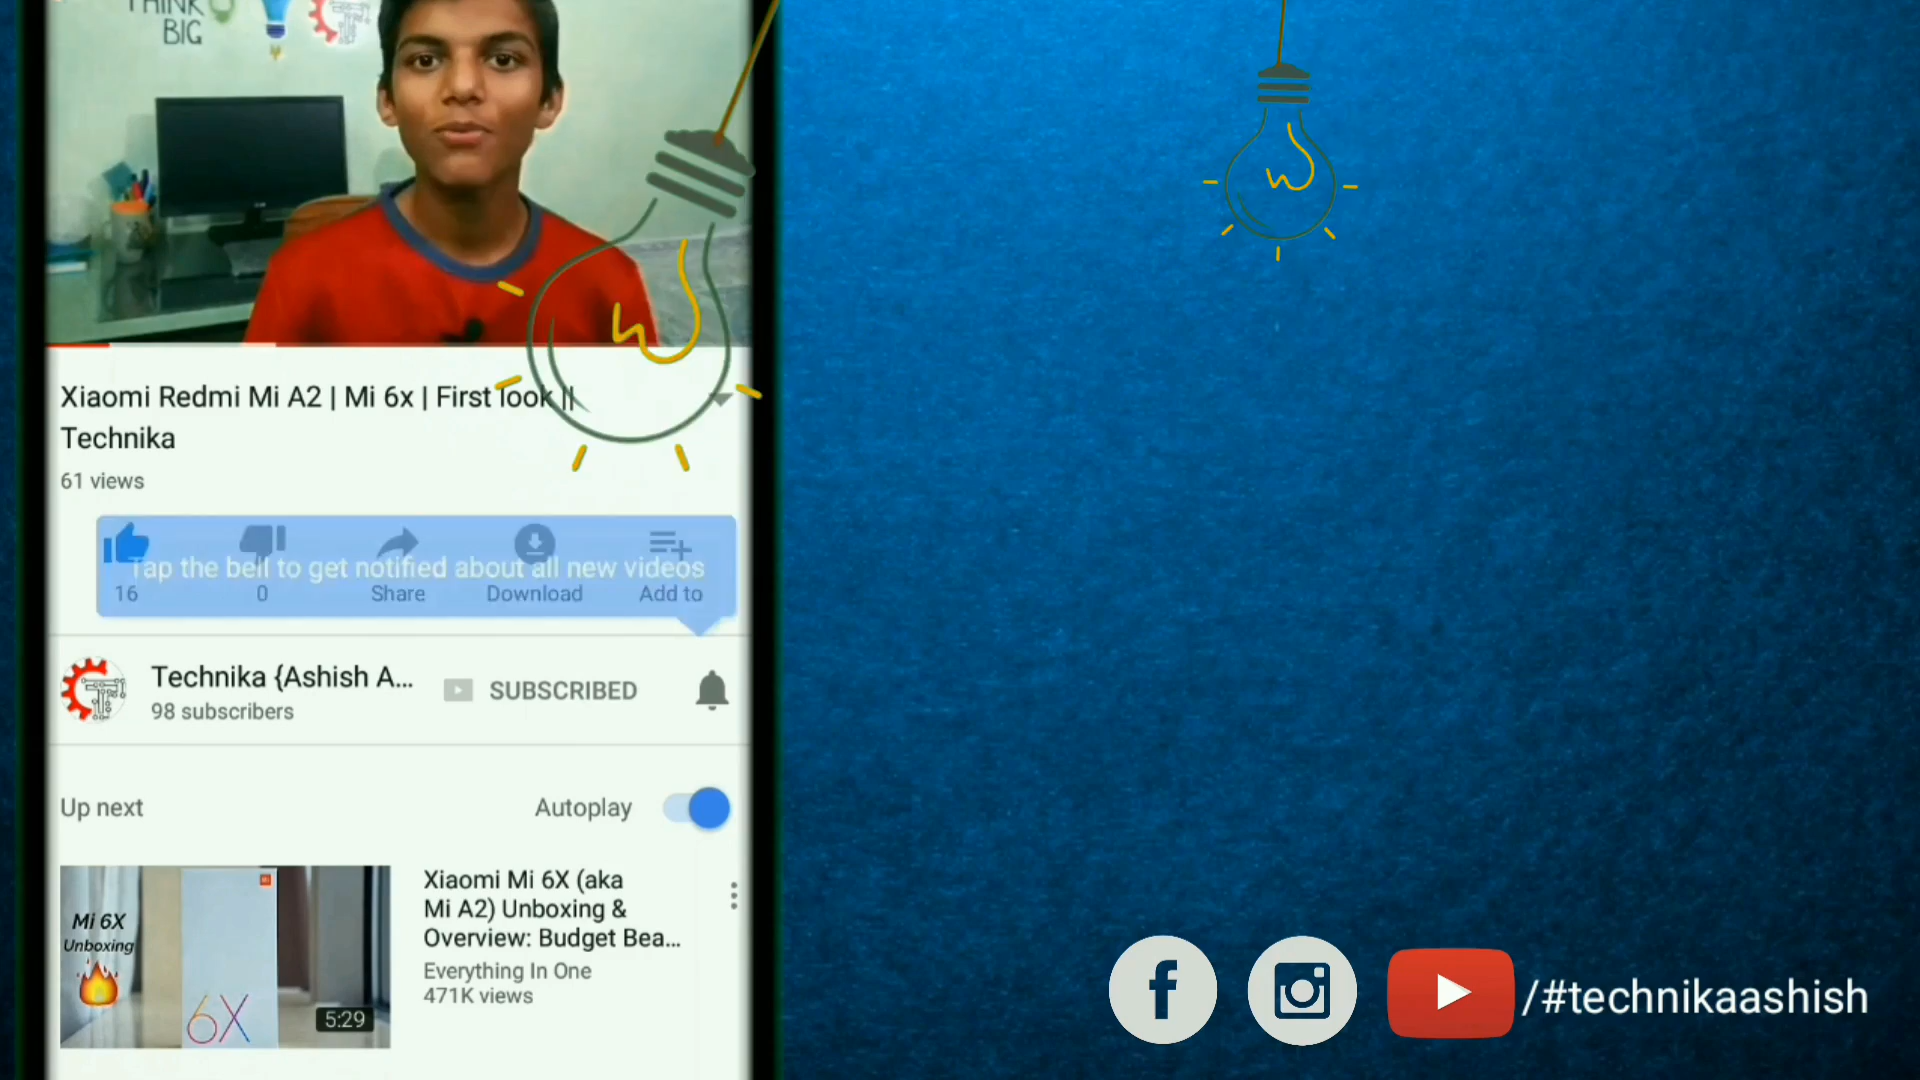 THINK
BIG
Xiaomi Redmi Mi A2 | Mi 6x | First look ||
Technika
61 views
Tap the bell to get notified about all new videos
16
0
Share
Download
Add to
Technika {Ashish A...
98 subscribers
SUBSCRIBED
Up next
Autoplay
Mi 6X
Unboxing
6X
5:29
Xiaomi Mi 6X (aka
Mi A2) Unboxing &
Overview: Budget Bea...
Everything In One
471K views
/#technikaashish